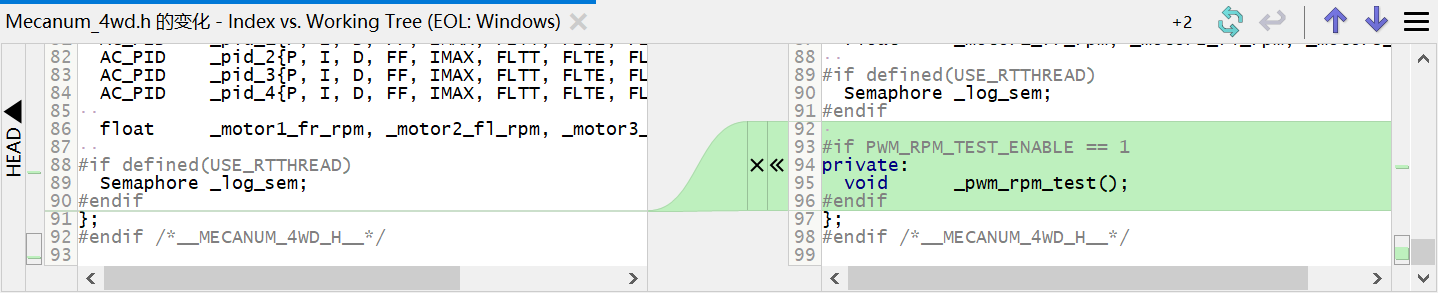 Mecanum_4wd.h 的变化 - Index vs. Working Tree (EOL: Windows)
+2
HEAD
82 AC_PID _pid_2{P, I, D, FF, IMAX, FLTT, FLTE, FL
83 AC_PID _pid_3{P, I, D, FF, IMAX, FLTT, FLTE, FL
84 AC_PID _pid_4{P, I, D, FF, IMAX, FLTT, FLTE, FL
85
86 float _motor1_fr_rpm, _motor2_fl_rpm, _motor3_
87
88 #if defined(USE_RTTHREAD)
89 Semaphore _log_sem;
90 #endif
91 };
92 #endif /*__MECANUM_4WD_H__*/
93
88
89 #if defined(USE_RTTHREAD)
90 Semaphore _log_sem;
91 #endif
92
93 #if PWM_RPM_TEST_ENABLE == 1
94 private:
95 void _pwm_rpm_test();
96 #endif
97 };
98 #endif /*__MECANUM_4WD_H__*/
99